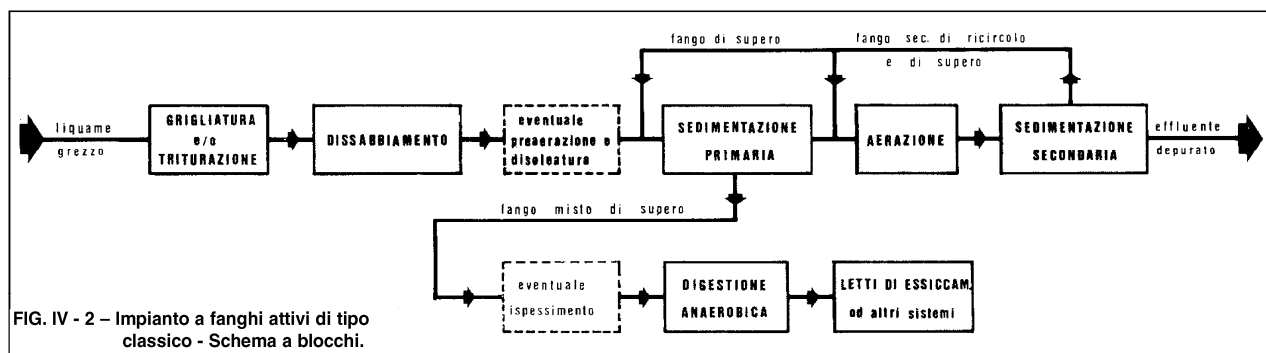 fango di supero
fango sec. di ricircolo
e di supero
liquame
grezzo
GRIGLIATURA
e/o
TRITURAZIONE
DISSABBIAMENTO
eventuale
preaerazione e
disoleatura
SEDIMENTAZIONE
PRIMARIA
AERAZIONE
SEDIMENTAZIONE
SECONDARIA
effluente
depurato
fango misto di supero
eventuale
ispessimento
DIGESTIONE
ANAEROBICA
LETTI DI ESSICCAM.
od altri sistemi
FIG. IV - 2 – Impianto a fanghi attivi di tipo
classico - Schema a blocchi.